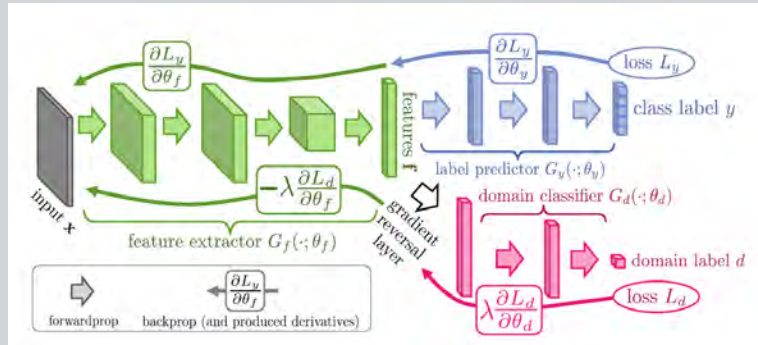 ∂L_y/∂θ_f
∂L_y/∂θ_y
loss L_y
features f
class label y
label predictor G_y(·;θ_y)
−λ ∂L_d/∂θ_f
input x
feature extractor G_f(·;θ_f)
gradient reversal layer
domain classifier G_d(·;θ_d)
domain label d
λ ∂L_d/∂θ_d
loss L_d
∂L_y/∂θ_f
forwardprop
backprop (and produced derivatives)